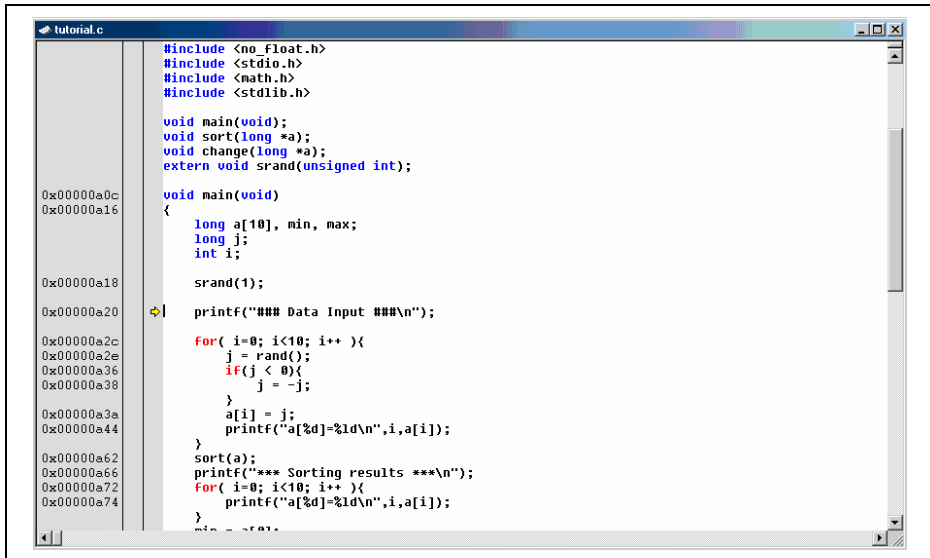 tutorial.c
#include <no_float.h>
#include <stdio.h>
#include <math.h>
#include <stdlib.h>
void main(void);
void sort(long *a);
void change(long *a);
extern void srand(unsigned int);
0x00000a0c void main(void)
0x00000a16 {
long a[10], min, max;
long j;
int i;
0x00000a18 srand(1);
0x00000a20 printf("### Data Input ###\n");
0x00000a2c for( i=0; i<10; i++ ){
0x00000a2e j = rand();
0x00000a36 if(j < 0){
0x00000a38 j = -j;
}
0x00000a3a a[i] = j;
0x00000a44 printf("a[%d]=%ld\n",i,a[i]);
}
0x00000a62 sort(a);
0x00000a66 printf("*** Sorting results ***\n");
0x00000a72 for( i=0; i<10; i++ ){
0x00000a74 printf("a[%d]=%ld\n",i,a[i]);
}
min = a[0];